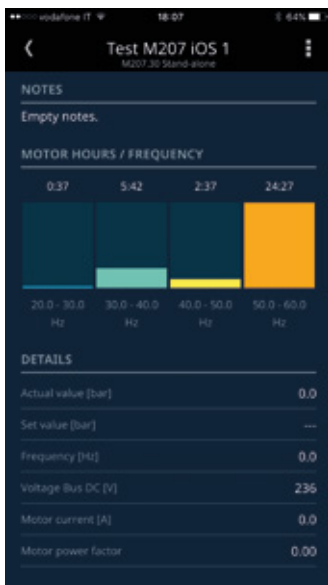 vodafone IT 18:07 64%
Test M207 iOS 1
M207.30 Stand-alone
NOTES
Empty notes.
MOTOR HOURS / FREQUENCY
0:37 5:42 2:37 24:27
20.0 - 30.0 30.0 - 40.0 40.0 - 50.0 50.0 - 60.0
Hz Hz Hz Hz
DETAILS
Actual value [bar] 0.0
Set value [bar] ---
Frequency [Hz] 0.0
Voltage Bus DC [V] 236
Motor current [A] 0.0
Motor power factor 0.00